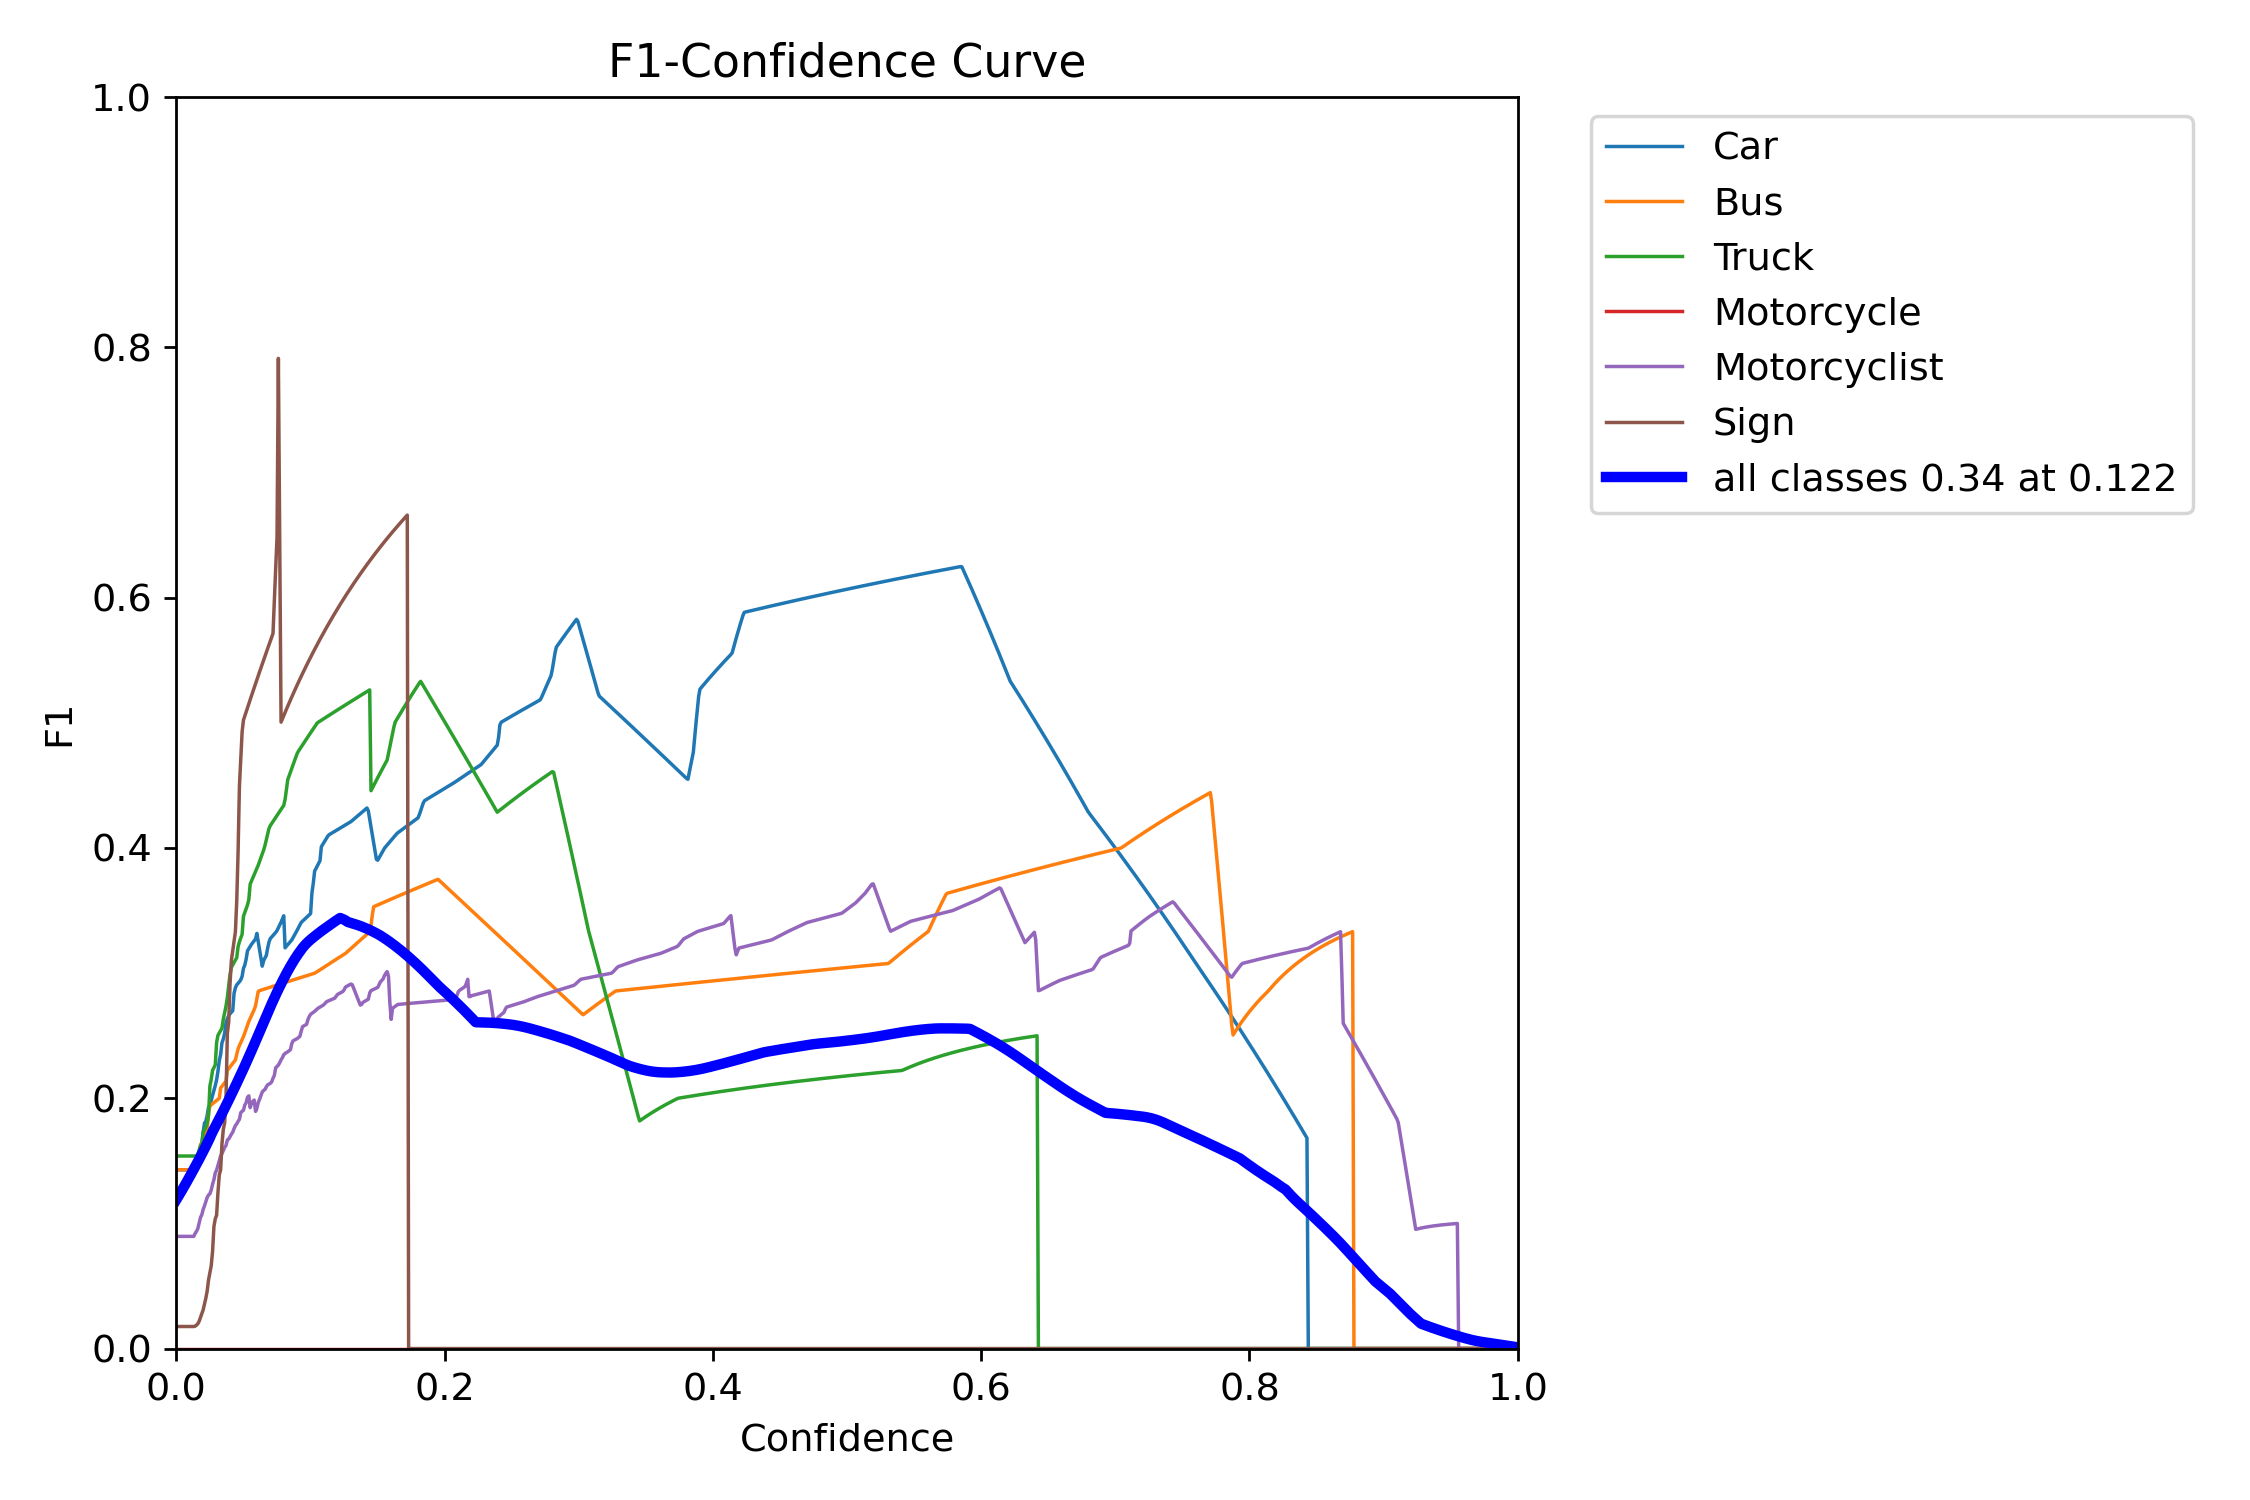 F1-Confidence Curve
1.0
0.8
0.6
0.4
0.2
0.0
F1
0.0 0.2 0.4 0.6 0.8 1.0
Confidence
Car
Bus
Truck
Motorcycle
Motorcyclist
Sign
all classes 0.34 at 0.122